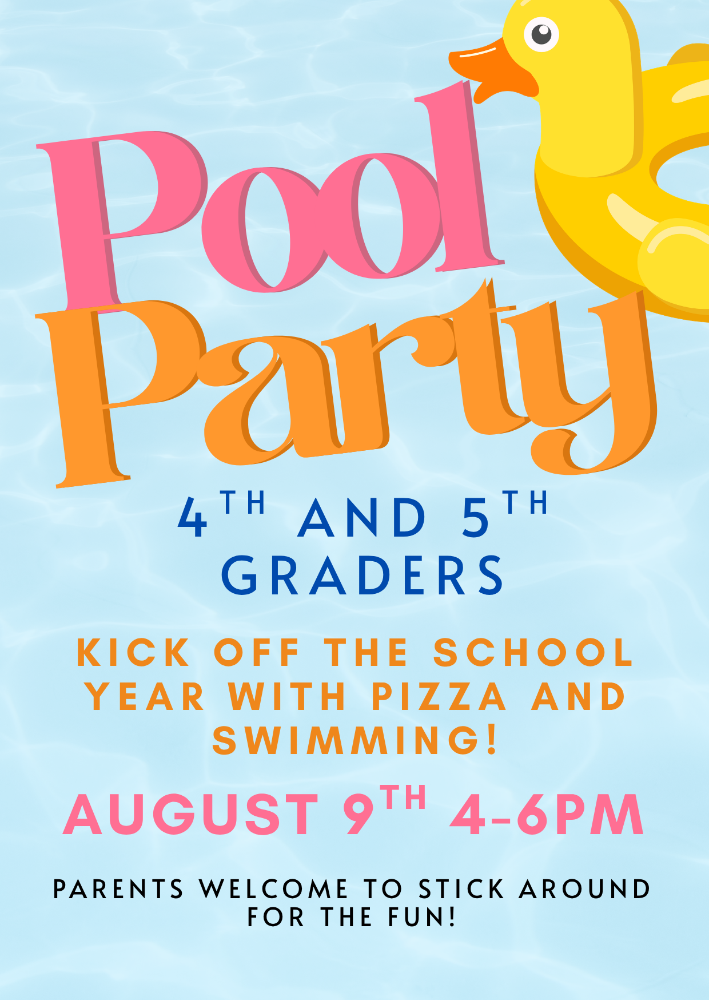 Pool
Party
4TH AND 5TH
GRADERS
KICK OFF THE SCHOOL
YEAR WITH PIZZA AND
SWIMMING!
AUGUST 9TH 4-6PM
PARENTS WELCOME TO STICK AROUND
FOR THE FUN!